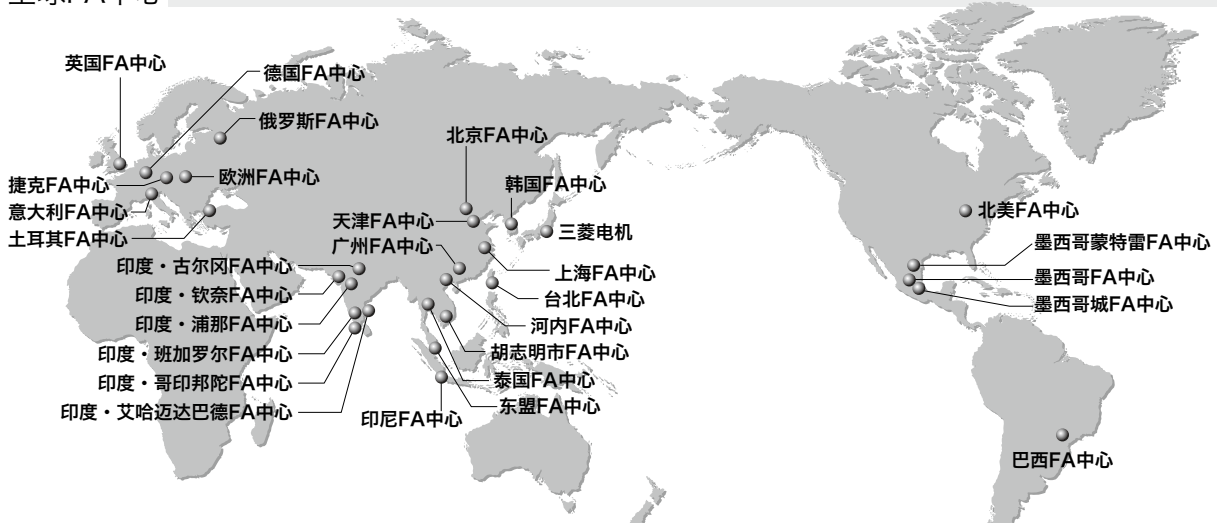 全球FA中心
英国FA中心
德国FA中心
俄罗斯FA中心
捷克FA中心
欧洲FA中心
意大利FA中心
土耳其FA中心
北京FA中心
韩国FA中心
天津FA中心
三菱电机
广州FA中心
上海FA中心
台北FA中心
河内FA中心
胡志明市FA中心
泰国FA中心
东盟FA中心
印尼FA中心
印度・古尔冈FA中心
印度・钦奈FA中心
印度・浦那FA中心
印度・班加罗尔FA中心
印度・哥印邦陀FA中心
印度・艾哈迈达巴德FA中心
北美FA中心
墨西哥蒙特雷FA中心
墨西哥FA中心
墨西哥城FA中心
巴西FA中心